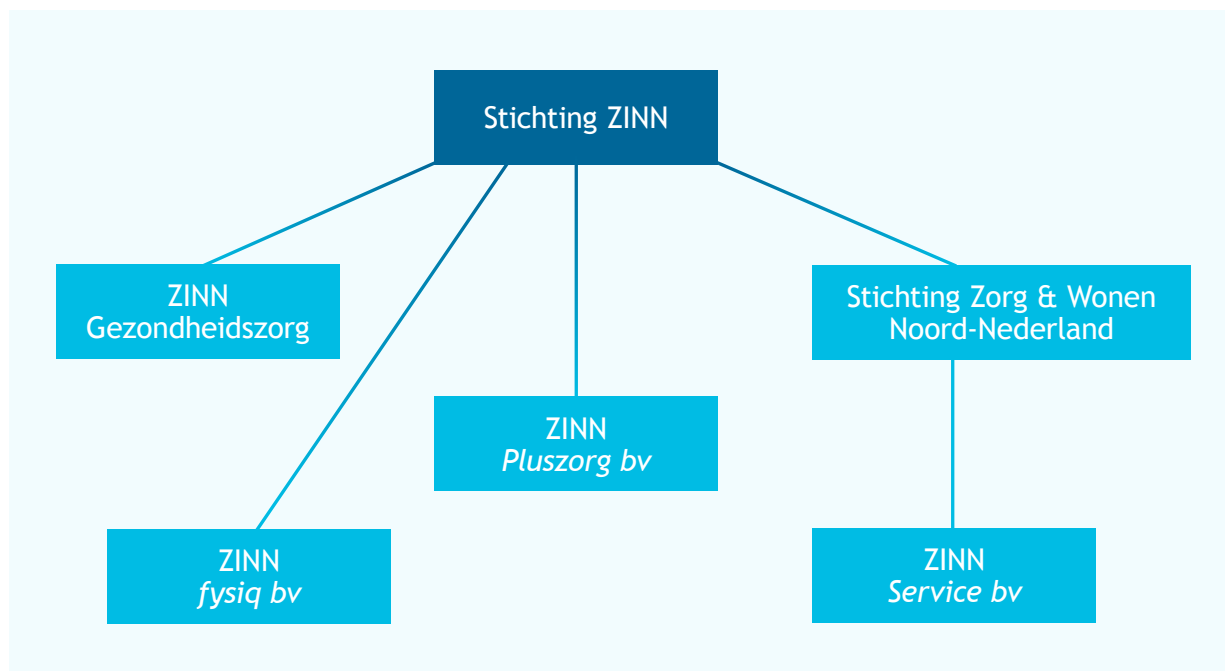 Stichting ZINN
ZINN
Gezondheidszorg
Stichting Zorg & Wonen
Noord-Nederland
ZINN
Pluszorg bv
ZINN
fysiq bv
ZINN
Service bv